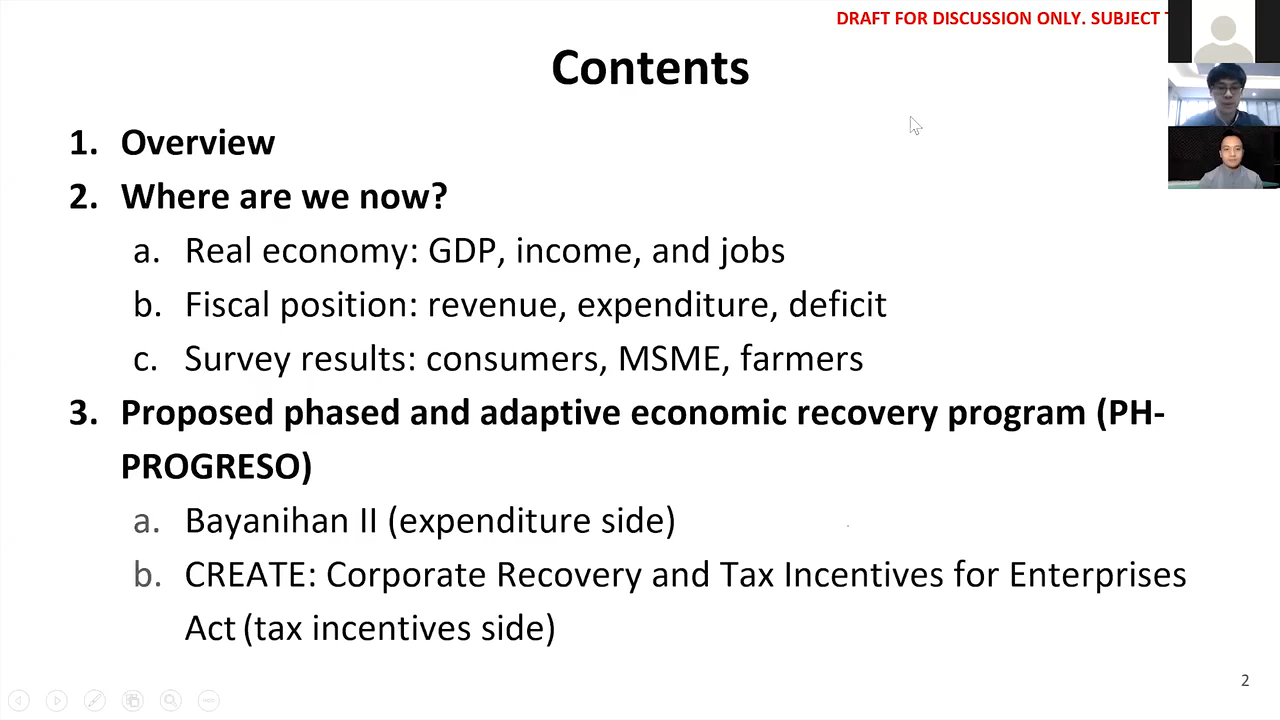 DRAFT FOR DISCUSSION ONLY. SUBJECT
Contents
1. Overview
2. Where are we now?
a. Real economy: GDP, income, and jobs
b. Fiscal position: revenue, expenditure, deficit
c. Survey results: consumers, MSME, farmers
3. Proposed phased and adaptive economic recovery program (PH-
PROGRESO)
a. Bayanihan II (expenditure side)
b. CREATE: Corporate Recovery and Tax Incentives for Enterprises
Act (tax incentives side)
2